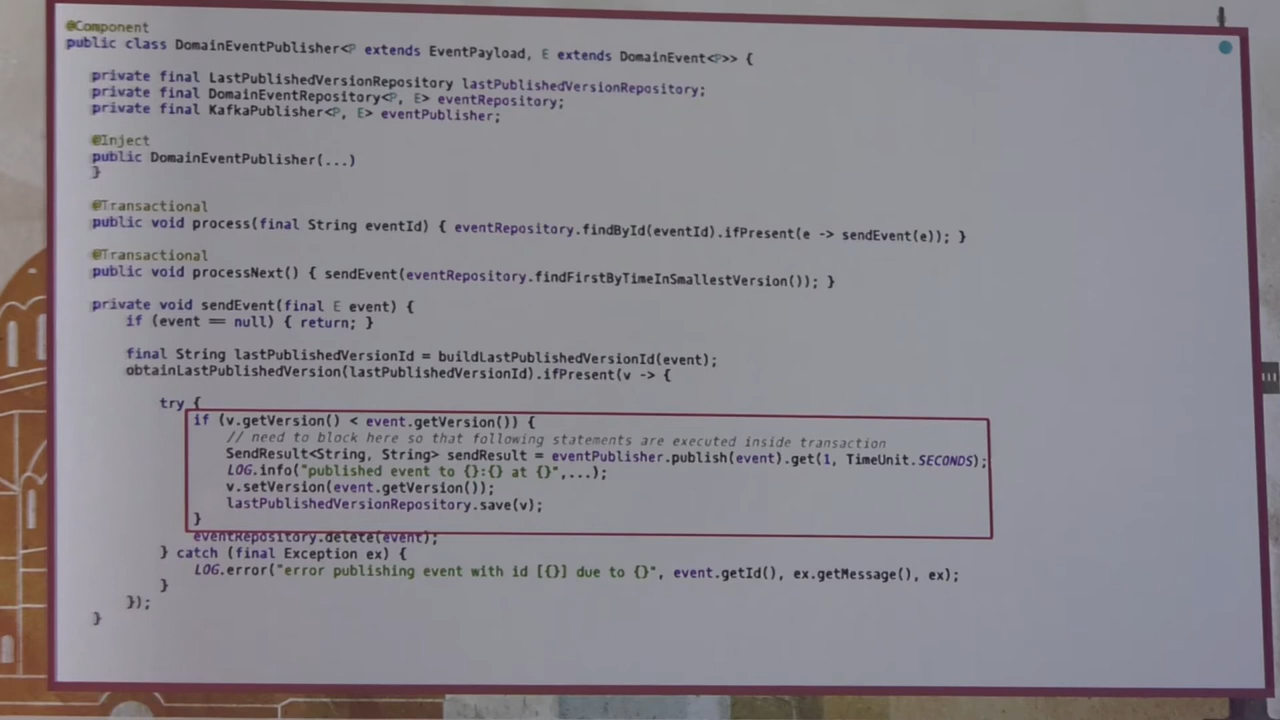 @Component
public class DomainEventPublisher<P extends EventPayload, E extends DomainEvent<P>> {
private final LastPublishedVersionRepository lastPublishedVersionRepository;
private final DomainEventRepository<P, E> eventRepository;
private final KafkaPublisher<P, E> eventPublisher;
@Inject
public DomainEventPublisher(...)
}
@Transactional
public void process(final String eventId) { eventRepository.findById(eventId).ifPresent(e -> sendEvent(e)); }
@Transactional
public void processNext() { sendEvent(eventRepository.findFirstByTimeInSmallestVersion()); }
private void sendEvent(final E event) {
if (event == null) { return; }
final String lastPublishedVersionId = buildLastPublishedVersionId(event);
obtainLastPublishedVersion(lastPublishedVersionId).ifPresent(v -> {
try {
if (v.getVersion() < event.getVersion()) {
// need to block here so that following statements are executed inside transaction
SendResult<String, String> sendResult = eventPublisher.publish(event).get(1, TimeUnit.SECONDS);
LOG.info("published event to {}:{} at {}",...);
v.setVersion(event.getVersion());
lastPublishedVersionRepository.save(v);
}
eventRepository.delete(event);
} catch (final Exception ex) {
LOG.error("error publishing event with id [{}] due to {}", event.getId(), ex.getMessage(), ex);
}
});
}